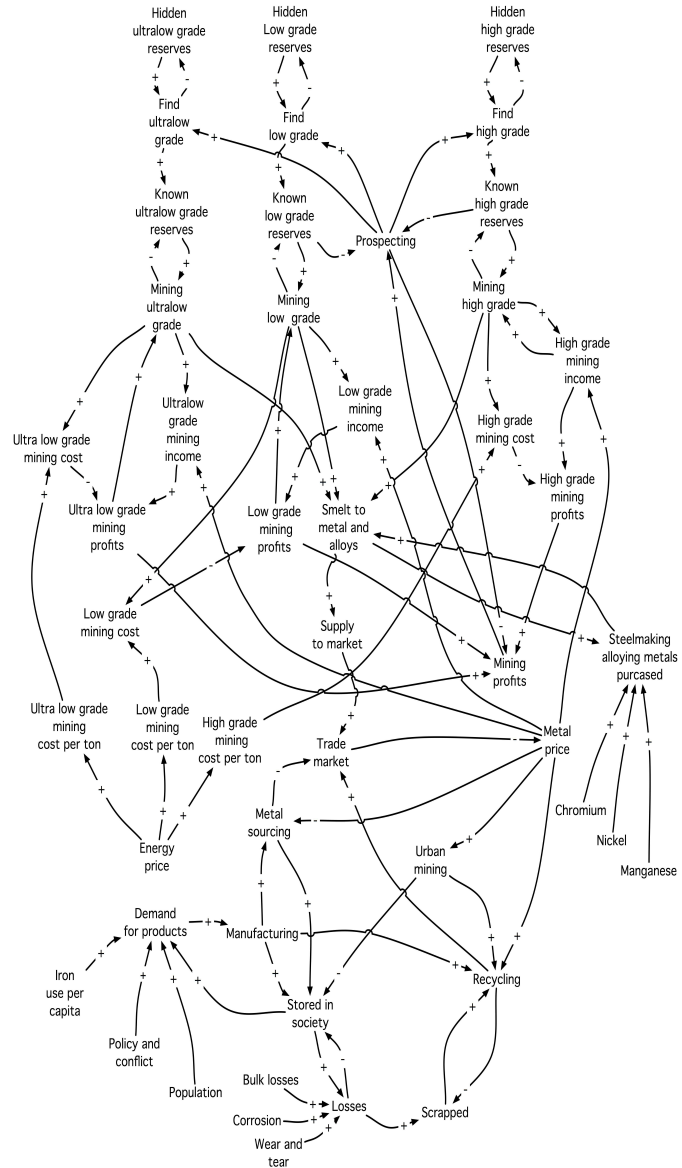 Hidden
ultralow grade
reserves
Hidden
Low grade
reserves
Hidden
high grade
reserves
+
-
+
-
+
-
Find
ultralow
grade
Find
low grade
Find
high grade
+
+
+
+
+
+
Known
ultralow grade
reserves
Known
low grade
reserves
Known
high grade
reserves
-
-
Prospecting
-
+
-
+
-
+
Mining
ultralow
grade
Mining
low grade
Mining
high grade
+
+
+
-
High grade
mining
income
+
+
+
+
+
Ultralow
grade
mining
income
Low grade
mining
income
High grade
mining cost
Ultra low grade
mining cost
+
+
+
-
+
-
-
+
+
+
+
+
+
High grade
mining
profits
Ultra low grade
mining
profits
Low grade
mining
profits
Smelt to
metal and
alloys
+
+
+
-
+
+
-
+
Low grade
mining cost
Supply
to market
+
+
Steelmaking
alloying metals
purcased
Mining
profits
+
+
Ultra low grade
mining
cost per ton
Low grade
mining
cost per ton
High grade
mining
cost per ton
+
Trade
market
-
Metal
price
+
+
+
+
+
+
-
+
Chromium
Nickel
Manganese
Energy
price
Metal
sourcing
-
+
Urban
mining
+
+
Demand
for products
+
Manufacturing
+
+
+
+
-
Recycling
Iron
use per
capita
+
+
+
+
Stored in
society
+
Policy and
conflict
Population
+
-
-
Bulk losses
+
Losses
Scrapped
Corrosion
+
+
Wear and
tear
+